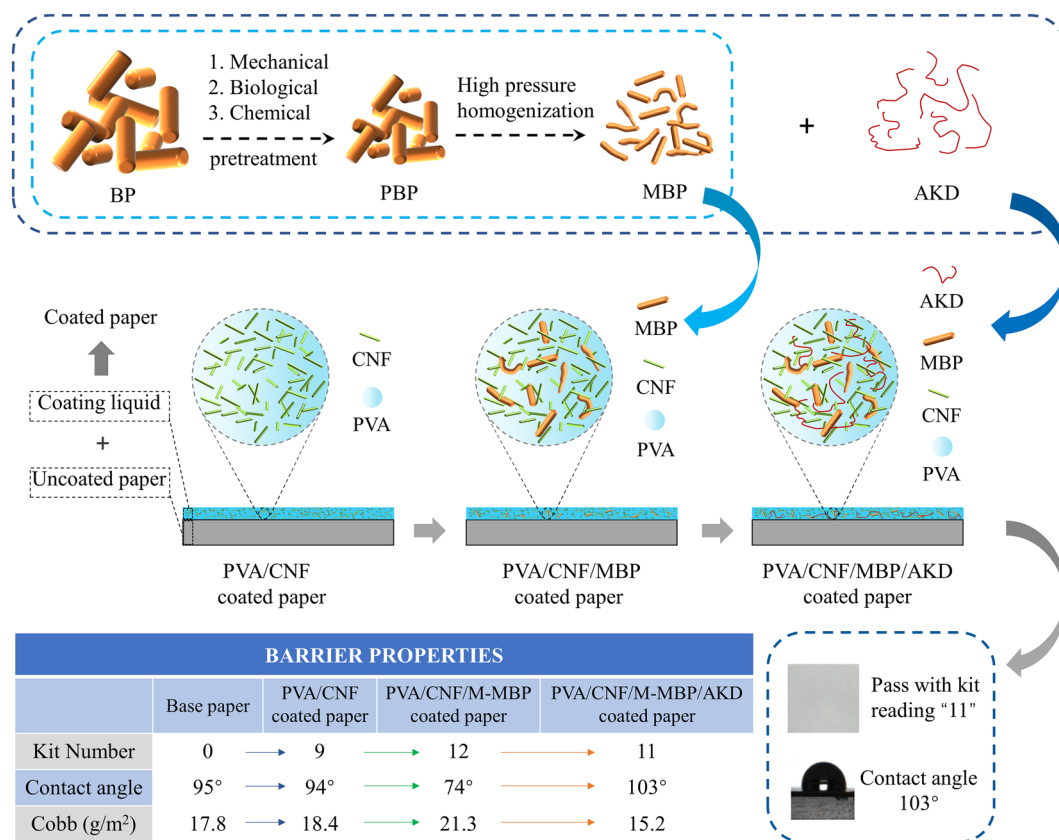 1. Mechanical
2. Biological
3. Chemical
pretreatment
High pressure
homogenization
BP
PBP
MBP
+
AKD
Coated paper
Coating liquid
+
Uncoated paper
CNF
PVA
MBP
CNF
PVA
AKD
MBP
CNF
PVA
PVA/CNF
coated paper
PVA/CNF/MBP
coated paper
PVA/CNF/MBP/AKD
coated paper
BARRIER PROPERTIES
Base paper
PVA/CNF
coated paper
PVA/CNF/M-MBP
coated paper
PVA/CNF/M-MBP/AKD
coated paper
Kit Number 0 9 12 11
Contact angle 95° 94° 74° 103°
Cobb (g/m²) 17.8 18.4 21.3 15.2
Pass with kit
reading “11”
Contact angle
103°